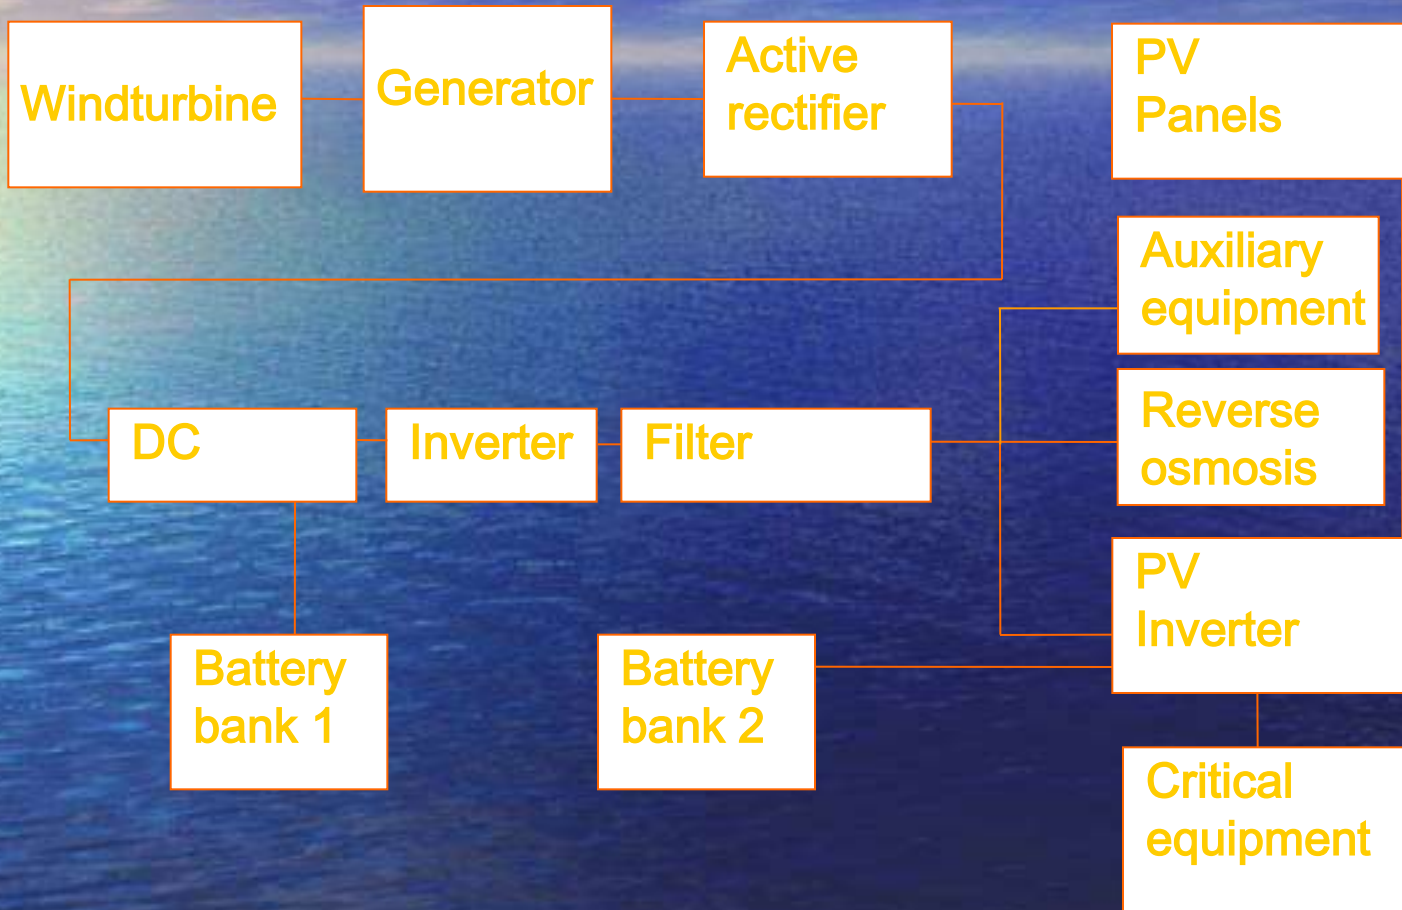 Windturbine
Generator
Active
rectifier
PV
Panels
Auxiliary
equipment
DC
Inverter
Filter
Reverse
osmosis
PV
Inverter
Battery
bank 1
Battery
bank 2
Critical
equipment